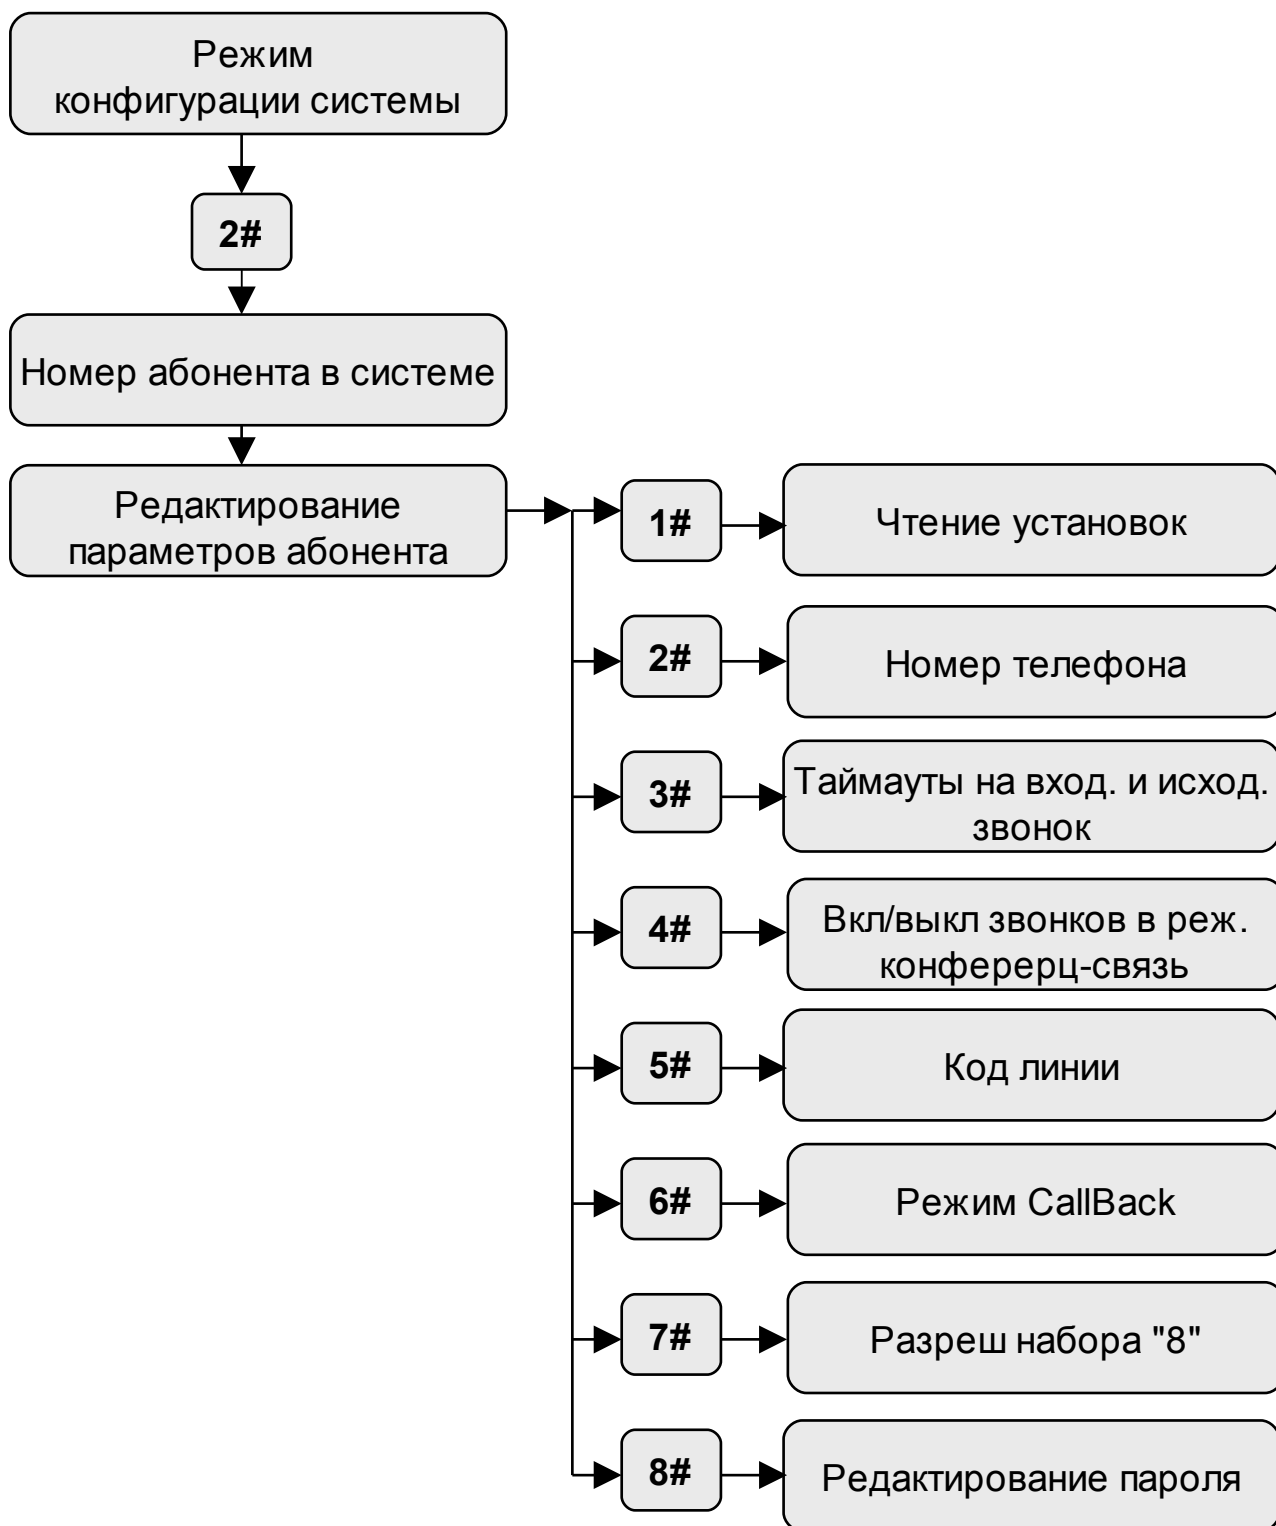 Режим
конфигурации системы
2#
Номер абонента в системе
Редактирование
параметров абонента
1#
Чтение установок
2#
Номер телефона
3#
Таймауты на вход. и исход.
звонок
4#
Вкл/выкл звонков в реж.
конферерц-связь
5#
Код линии
6#
Режим CallBack
7#
Разреш набора "8"
8#
Редактирование пароля